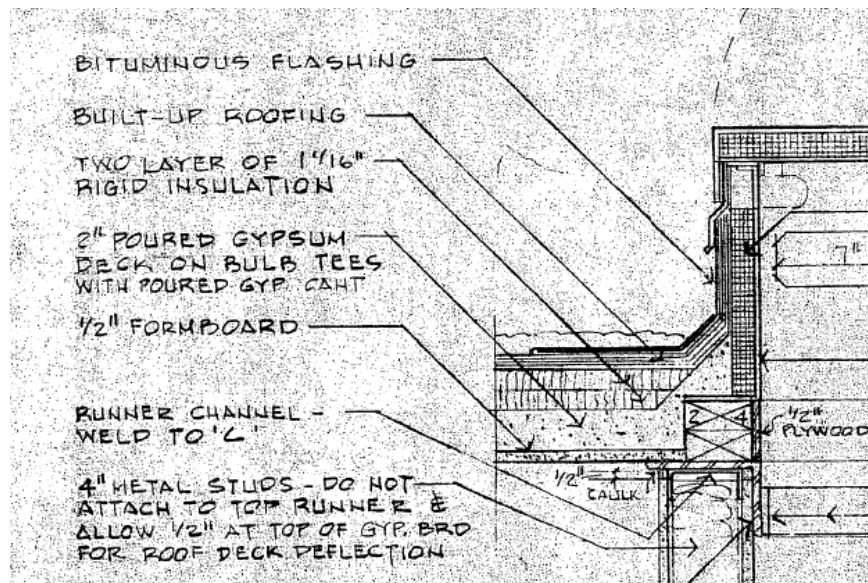 BITUMINOUS FLASHING
BUILT-UP ROOFING
TWO LAYER OF 1 1/16"
RIGID INSULATION
2" POURED GYPSUM
DECK ON BULB TEES
WITH POURED GYP. CANT
1/2" FORMBOARD
RUNNER CHANNEL -
WELD TO 'C'
4" METAL STUDS - DO NOT
ATTACH TO TOP RUNNER &
ALLOW 1/2" AT TOP OF GYP. BRD
FOR ROOF DECK DEFLECTION
7"
2 4
1/2"
PLYWOOD
1/2"
CAULK